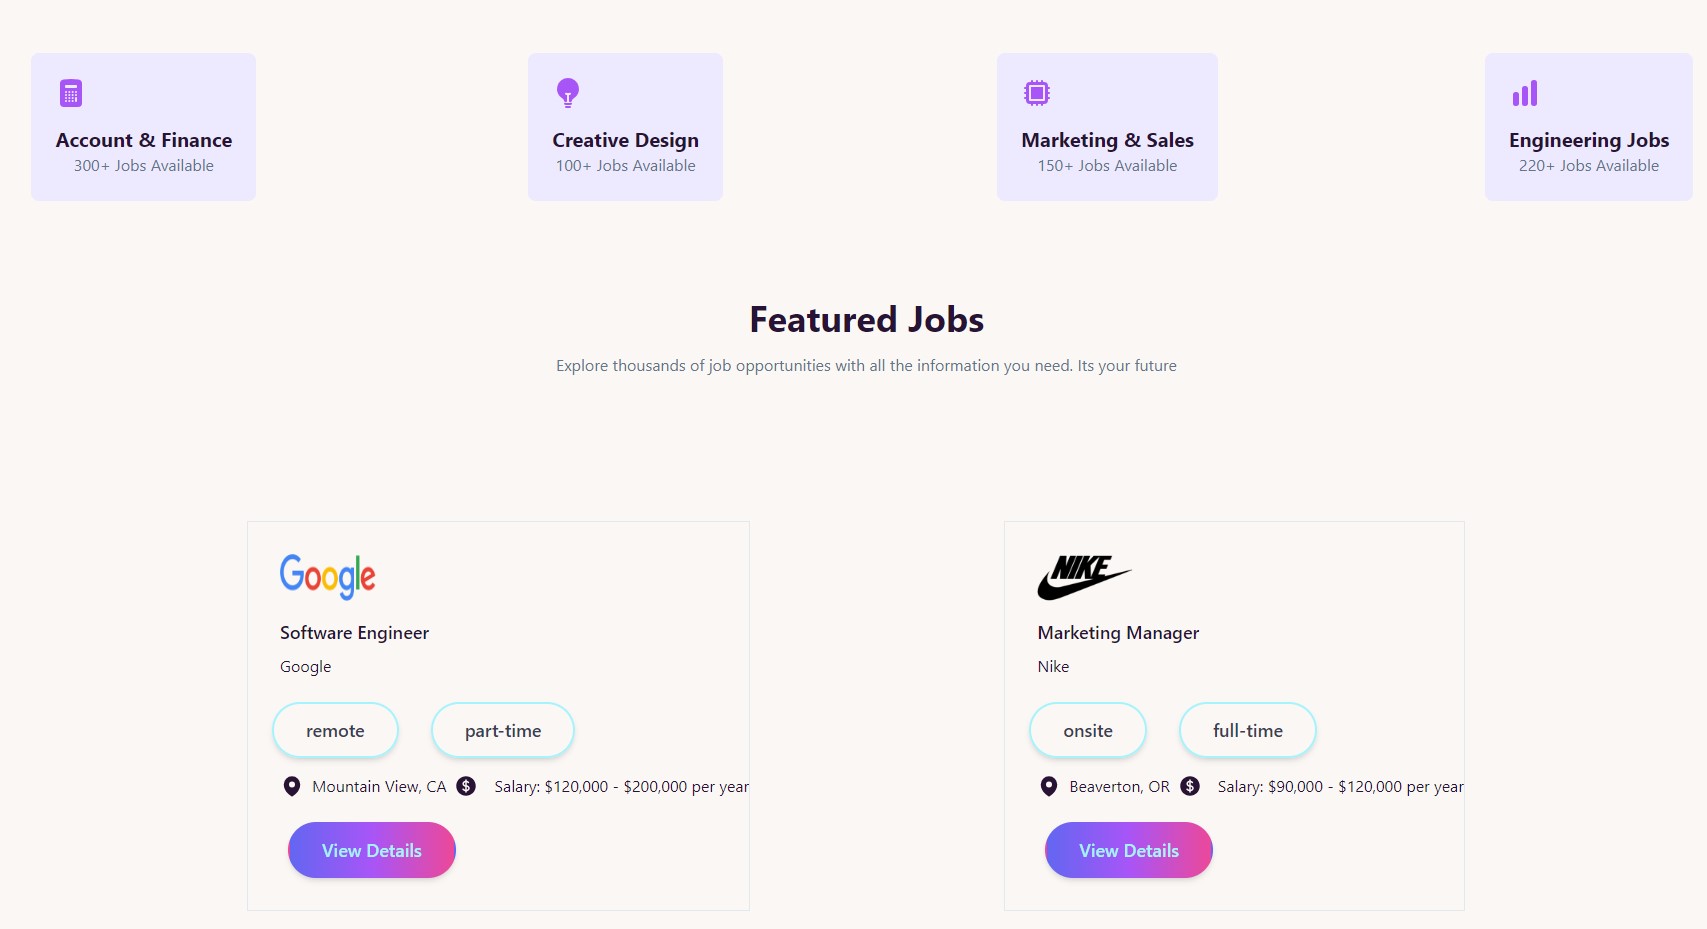 Account & Finance
300+ Jobs Available
Creative Design
100+ Jobs Available
Marketing & Sales
150+ Jobs Available
Engineering Jobs
220+ Jobs Available
Featured Jobs
Explore thousands of job opportunities with all the information you need. Its your future
Google
Software Engineer
Google
remote part-time
Mountain View, CA $ Salary: $120,000 - $200,000 per year
View Details
NIKE
Marketing Manager
Nike
onsite full-time
Beaverton, OR $ Salary: $90,000 - $120,000 per year
View Details